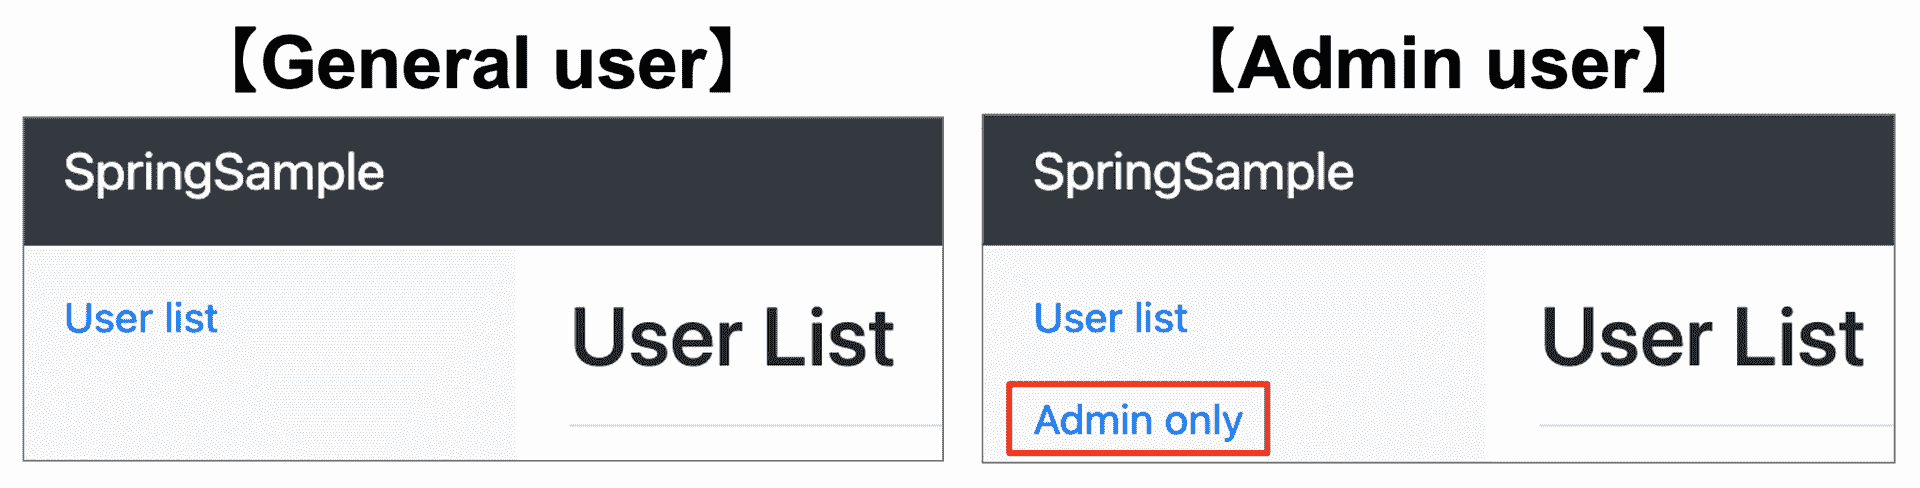 【General user】
SpringSample
User list
User List
【Admin user】
SpringSample
User list
User List
Admin only